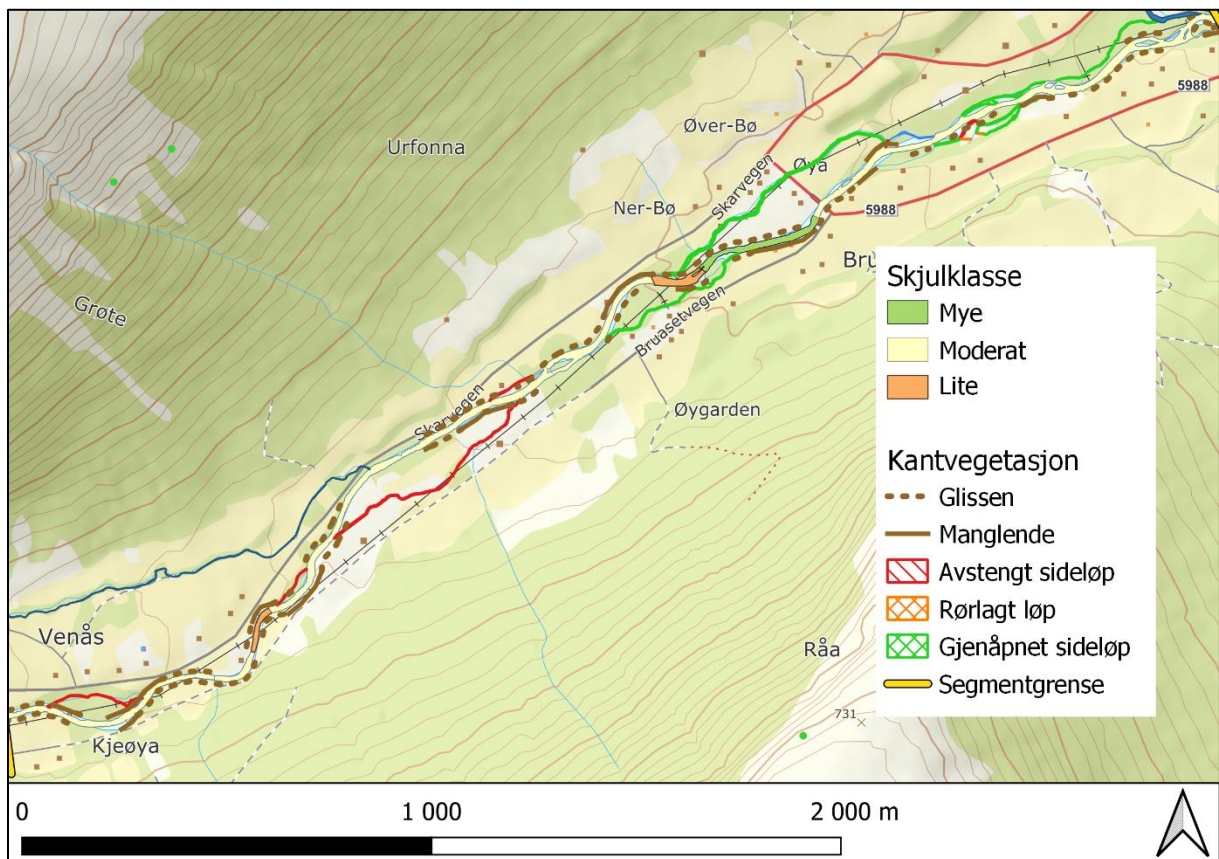 5988
Øver-Bø
Urfonna
Øya
Skarvegen
Ner-Bø
5988
Bru
Skjulklasse
Mye
Moderat
Lite
Grøte
Bruasetvegen
Skarvegen
Øygarden
Kantvegetasjon
Glissen
Manglende
Avstengt sideløp
Rørlagt løp
Gjenåpnet sideløp
Segmentgrense
Venås
Råa
731
Kjeøya
0 1 000 2 000 m